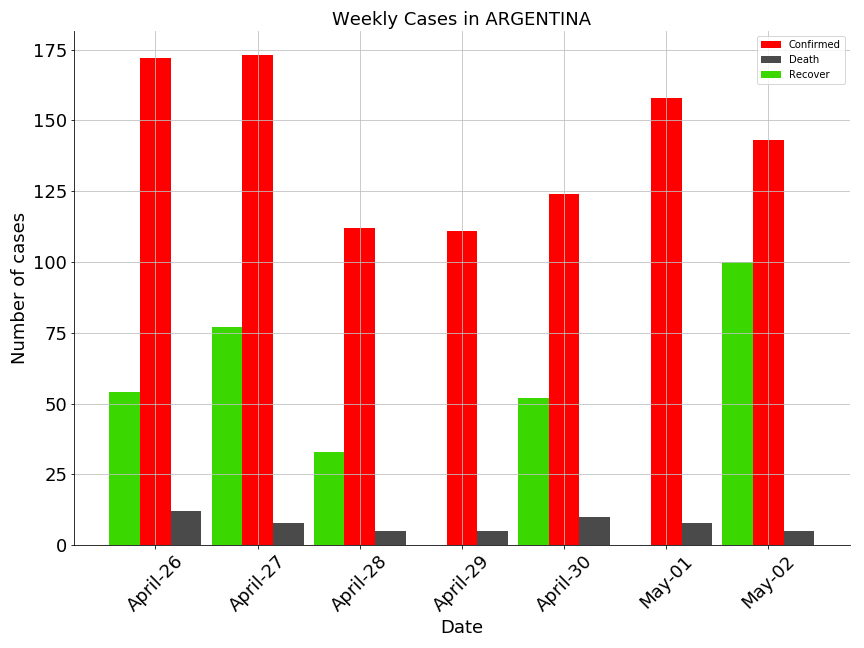 Weekly Cases in ARGENTINA
Confirmed
Death
Recover
Number of cases
175
150
125
100
75
50
25
0
April-26
April-27
April-28
April-29
April-30
May-01
May-02
Date